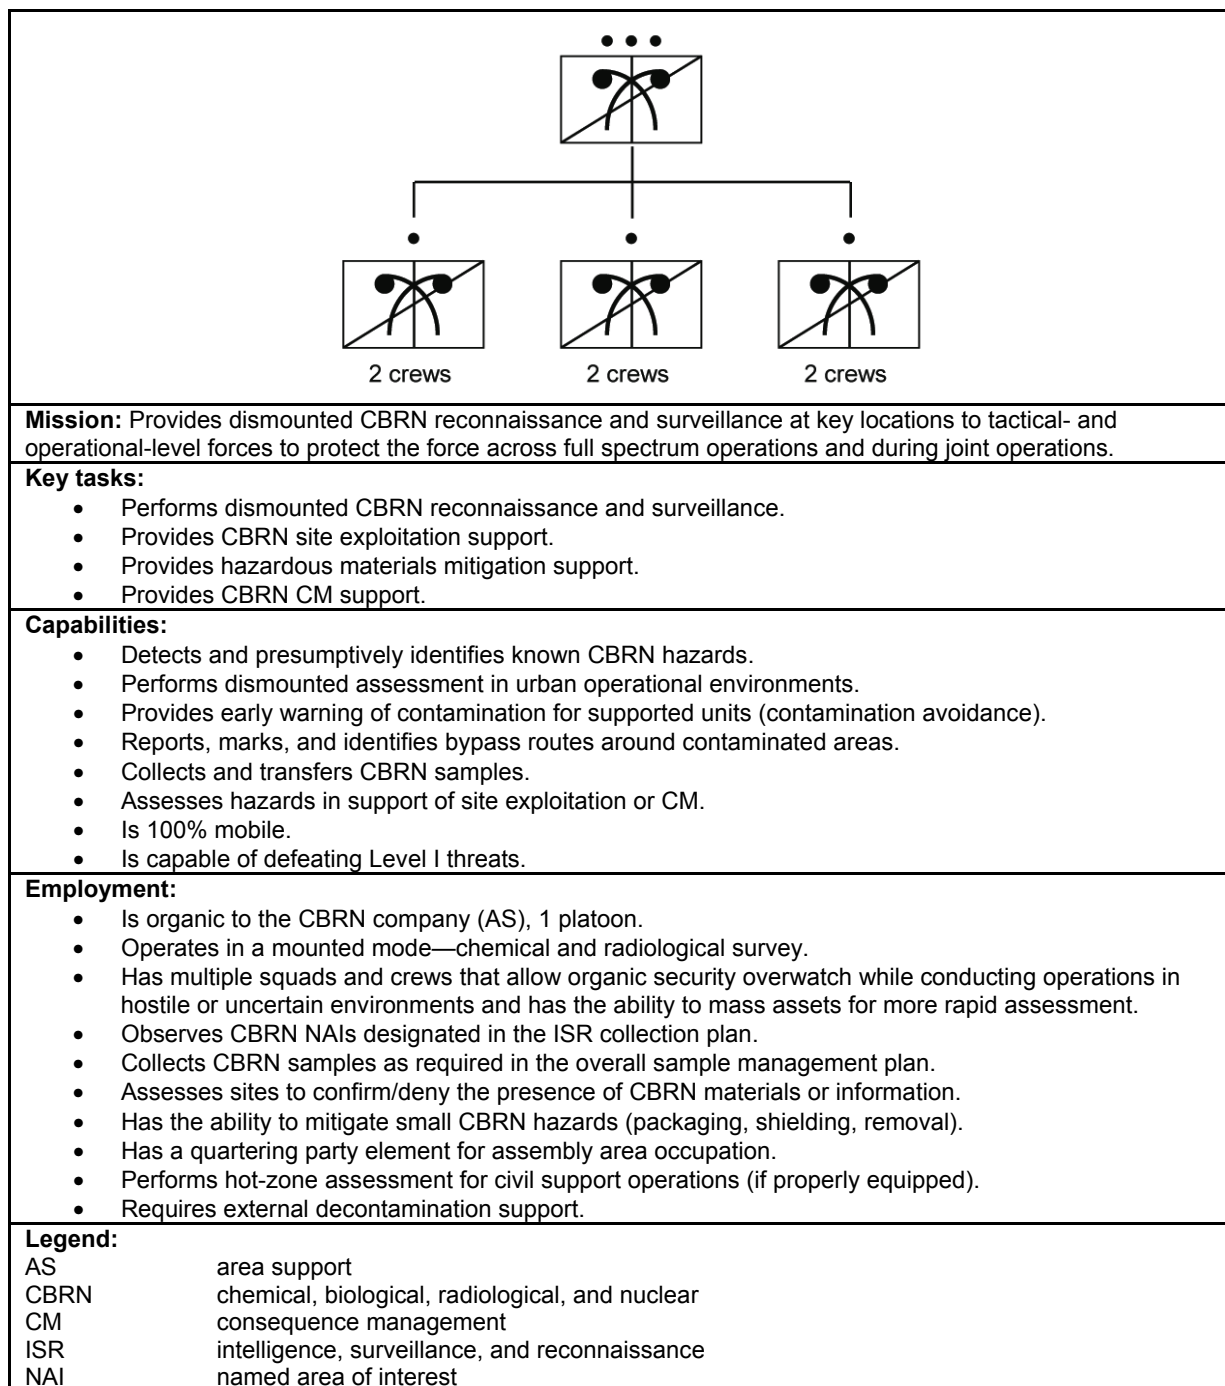 2 crews 2 crews 2 crews
Mission: Provides dismounted CBRN reconnaissance and surveillance at key locations to tactical- and
operational-level forces to protect the force across full spectrum operations and during joint operations.
Key tasks:
• Performs dismounted CBRN reconnaissance and surveillance.
• Provides CBRN site exploitation support.
• Provides hazardous materials mitigation support.
• Provides CBRN CM support.
Capabilities:
• Detects and presumptively identifies known CBRN hazards.
• Performs dismounted assessment in urban operational environments.
• Provides early warning of contamination for supported units (contamination avoidance).
• Reports, marks, and identifies bypass routes around contaminated areas.
• Collects and transfers CBRN samples.
• Assesses hazards in support of site exploitation or CM.
• Is 100% mobile.
• Is capable of defeating Level I threats.
Employment:
• Is organic to the CBRN company (AS), 1 platoon.
• Operates in a mounted mode—chemical and radiological survey.
• Has multiple squads and crews that allow organic security overwatch while conducting operations in
hostile or uncertain environments and has the ability to mass assets for more rapid assessment.
• Observes CBRN NAIs designated in the ISR collection plan.
• Collects CBRN samples as required in the overall sample management plan.
• Assesses sites to confirm/deny the presence of CBRN materials or information.
• Has the ability to mitigate small CBRN hazards (packaging, shielding, removal).
• Has a quartering party element for assembly area occupation.
• Performs hot-zone assessment for civil support operations (if properly equipped).
• Requires external decontamination support.
Legend:
AS area support
CBRN chemical, biological, radiological, and nuclear
CM consequence management
ISR intelligence, surveillance, and reconnaissance
NAI named area of interest